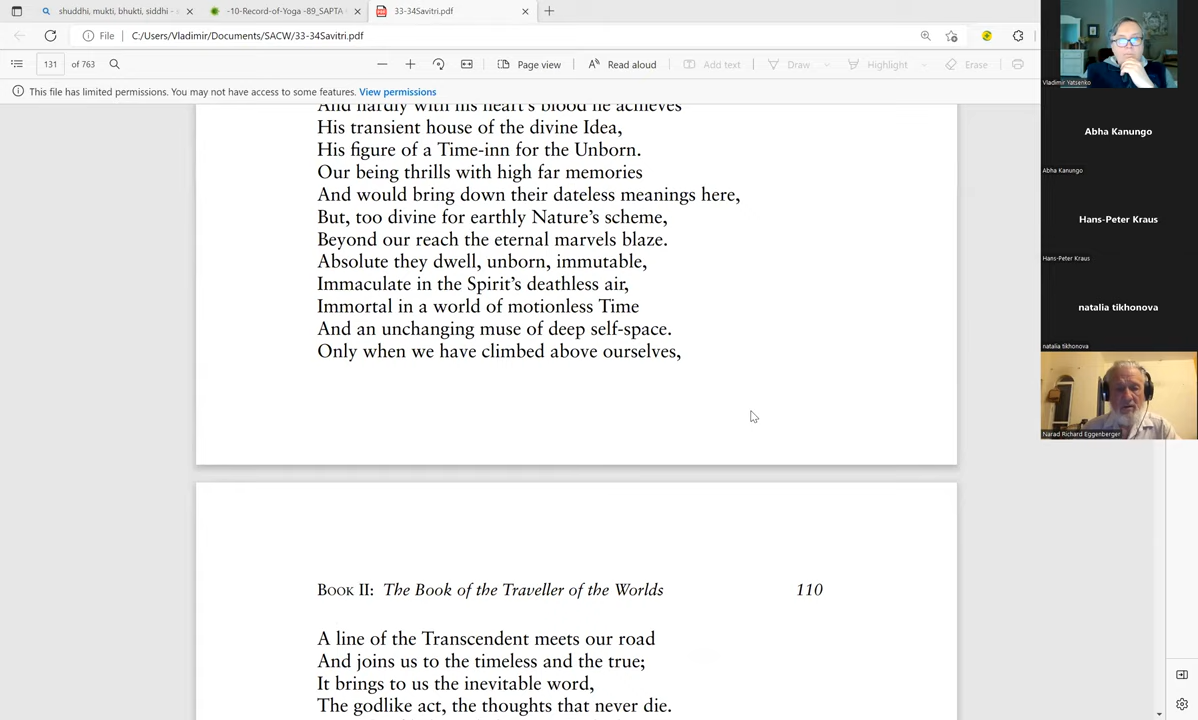 shuddhi, mukti, bhukti, siddhi -
-10-Record-of-Yoga -89_SAPTA
33-34Savitri.pdf
File
C:/Users/Vladimir/Documents/SACW/33-34Savitri.pdf
131 of 763
Page view
Read aloud
Add text
Draw
Highlight
Erase
This file has limited permissions. You may not have access to some features. View permissions
And hardly with his heart's blood he achieves
His transient house of the divine Idea,
His figure of a Time-inn for the Unborn.
Our being thrills with high far memories
And would bring down their dateless meanings here,
But, too divine for earthly Nature's scheme,
Beyond our reach the eternal marvels blaze.
Absolute they dwell, unborn, immutable,
Immaculate in the Spirit's deathless air,
Immortal in a world of motionless Time
And an unchanging muse of deep self-space.
Only when we have climbed above ourselves,
BOOK II: The Book of the Traveller of the Worlds 110
A line of the Transcendent meets our road
And joins us to the timeless and the true;
It brings to us the inevitable word,
The godlike act, the thoughts that never die.
Vladimir Yatsenko
Abha Kanungo
Abha Kanungo
Hans-Peter Kraus
Hans-Peter Kraus
natalia tikhonova
natalia tikhonova
Narad Richard Eggenberger